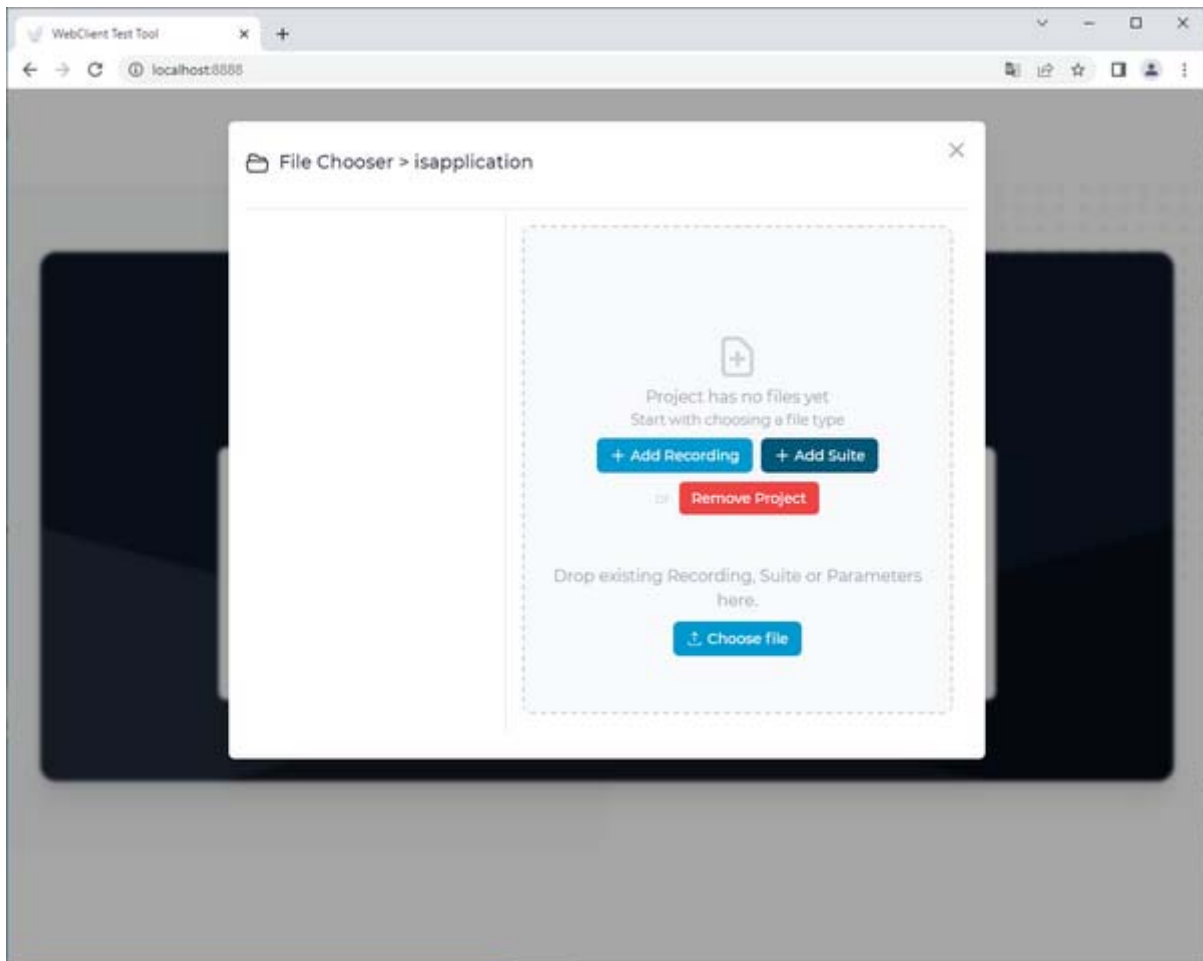 WebClient Test Tool
localhost:8888
File Chooser > isapplication
Project has no files yet
Start with choosing a file type
+ Add Recording
+ Add Suite
or
Remove Project
Drop existing Recording, Suite or Parameters
here.
Choose file